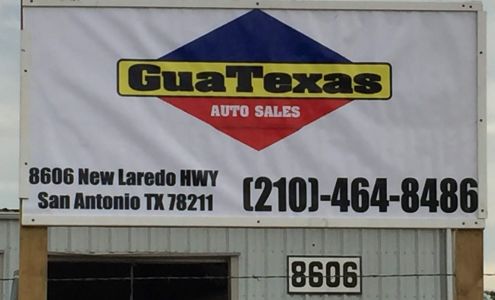 GuaTexas
AUTO SALES
8606 New Laredo HWY
San Antonio TX 78211
(210)-464-8486
8606